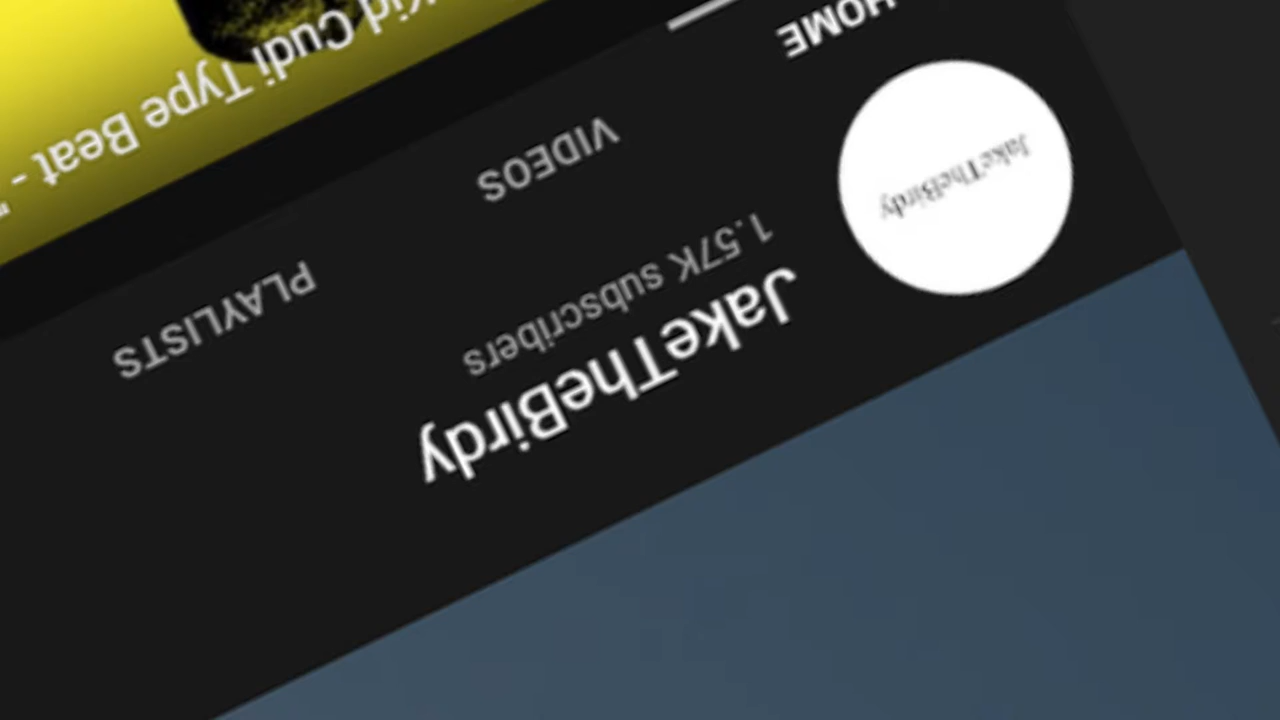 JakeTheBirdy
JakeTheBirdy
1.57K subscribers
HOME VIDEOS PLAYLISTS
Kid Cudi Type Beat -